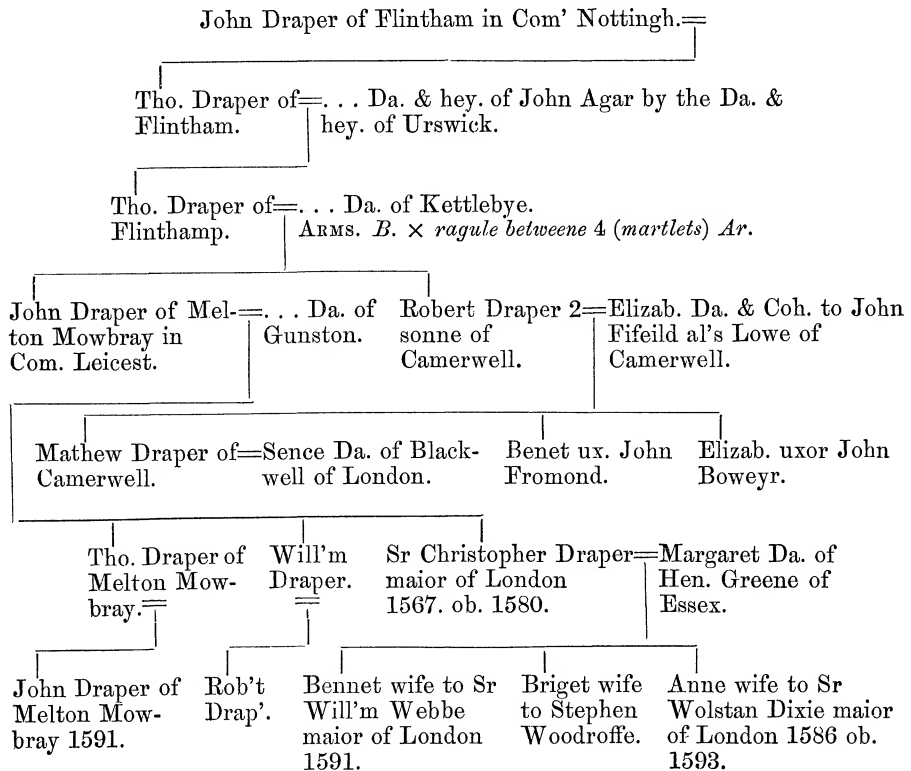 John Draper of Flintham in Com' Nottingh.=
Tho. Draper of=. . . Da. & hey. of John Agar by the Da. &
Flintham.
hey. of Urswick.
Tho. Draper of=. . . Da. of Kettlebye.
Flinthamp.
ARMS. B. × ragule betweene 4 (martlets) Ar.
John Draper of Mel-=. . . Da. of
ton Mowbray in
Gunston.
Com. Leicest.
Robert Draper 2=Elizab. Da. & Coh. to John
sonne of
Fifeild al's Lowe of
Camerwell.
Camerwell.
Mathew Draper of=Sence Da. of Black-
Camerwell.
well of London.
Benet ux. John
Fromond.
Elizab. uxor John
Boweyr.
Tho. Draper of
Melton Mow-
bray.=
Will'm
Draper.
=
Sr Christopher Draper=Margaret Da. of
maior of London
Hen. Greene of
1567. ob. 1580.
Essex.
John Draper of
Melton Mow-
bray 1591.
Rob't
Drap'.
Bennet wife to Sr
Will'm Webbe
maior of London
1591.
Briget wife
to Stephen
Woodroffe.
Anne wife to Sr
Wolstan Dixie maior
of London 1586 ob.
1593.